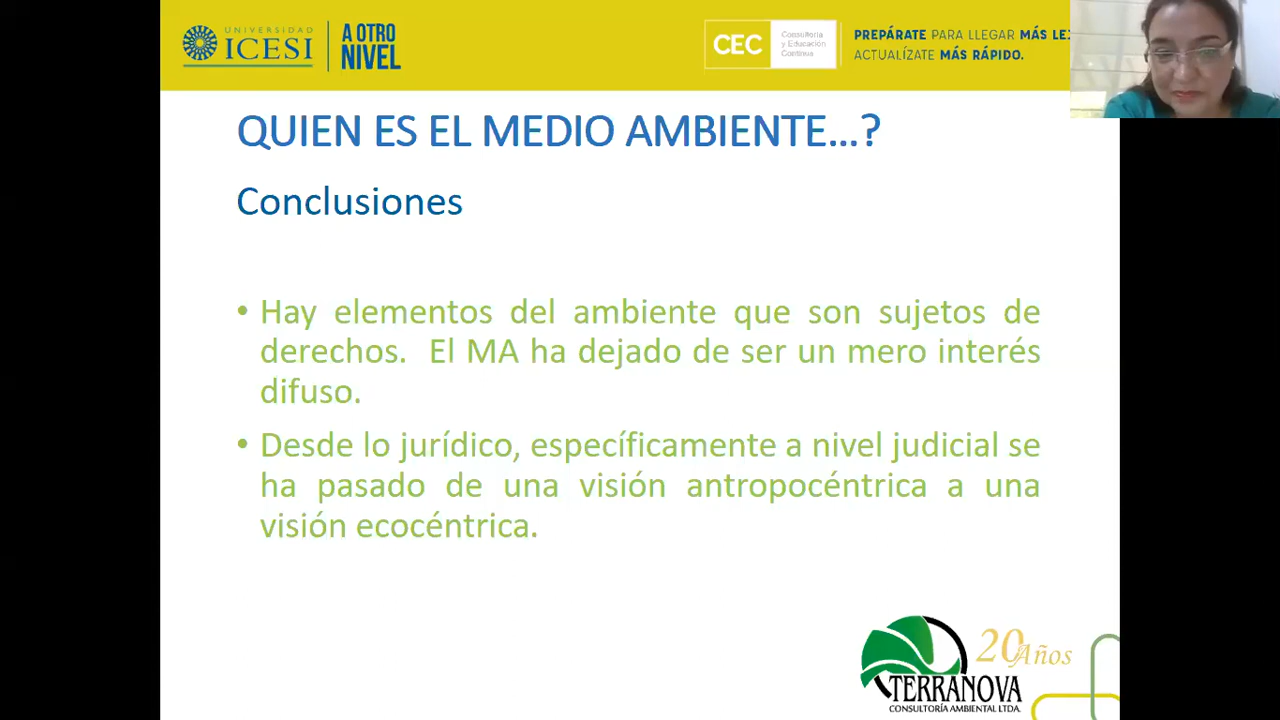 UNIVERSIDAD
ICESI
A OTRO
NIVEL
CEC
Consultoría
y Educación
Continua
PREPÁRATE PARA LLEGAR MÁS LE
ACTUALÍZATE MÁS RÁPIDO.
QUIEN ES EL MEDIO AMBIENTE...?
Conclusiones
• Hay elementos del ambiente que son sujetos de
derechos. El MA ha dejado de ser un mero interés
difuso.
• Desde lo jurídico, específicamente a nivel judicial se
ha pasado de una visión antropocéntrica a una
visión ecocéntrica.
20 Años
TERRANOVA
CONSULTORÍA AMBIENTAL LTDA.